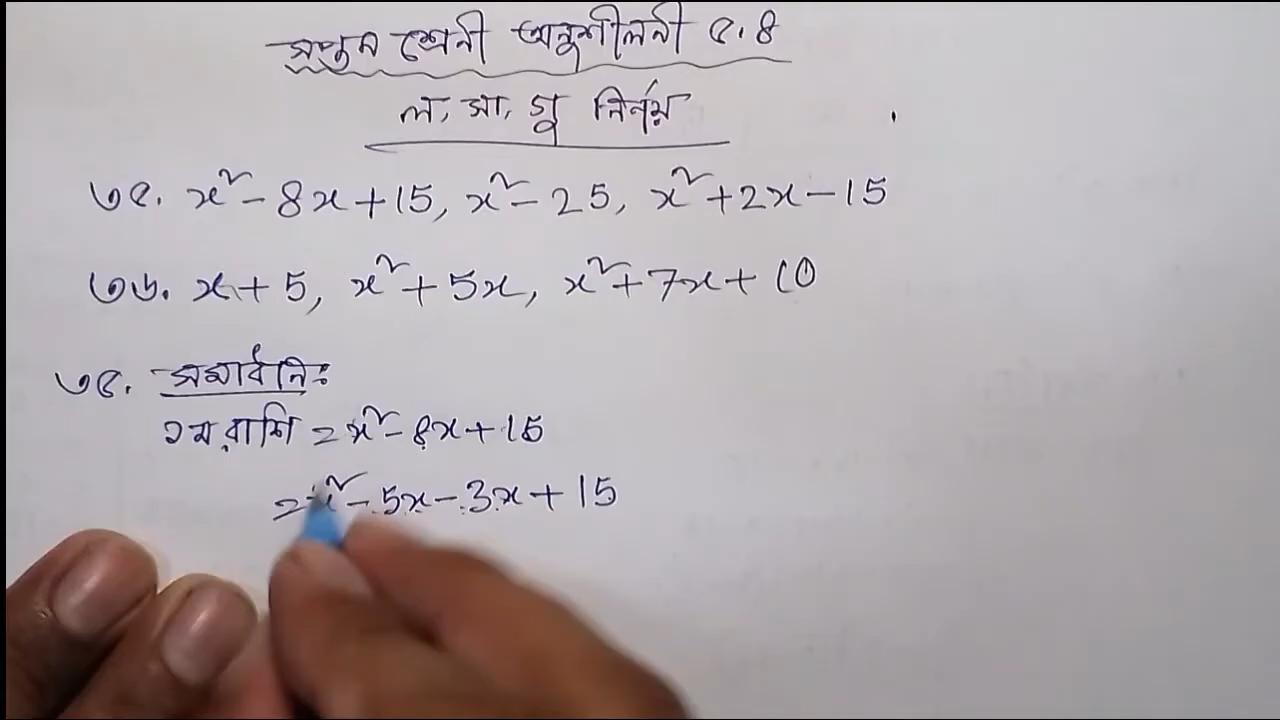 সপ্তম শ্রেনী অনুশীলনী ৫.৪
ল, সা, গু নির্নয়
৩৫. x² - 8x + 15, x² - 25, x² + 2x - 15
৩৬. x + 5, x² + 5x, x² + 7x + 10
৩৫. সমাধান ঃ
১ম রাশি = x² - 8x + 15
= x² - 5x - 3x + 15